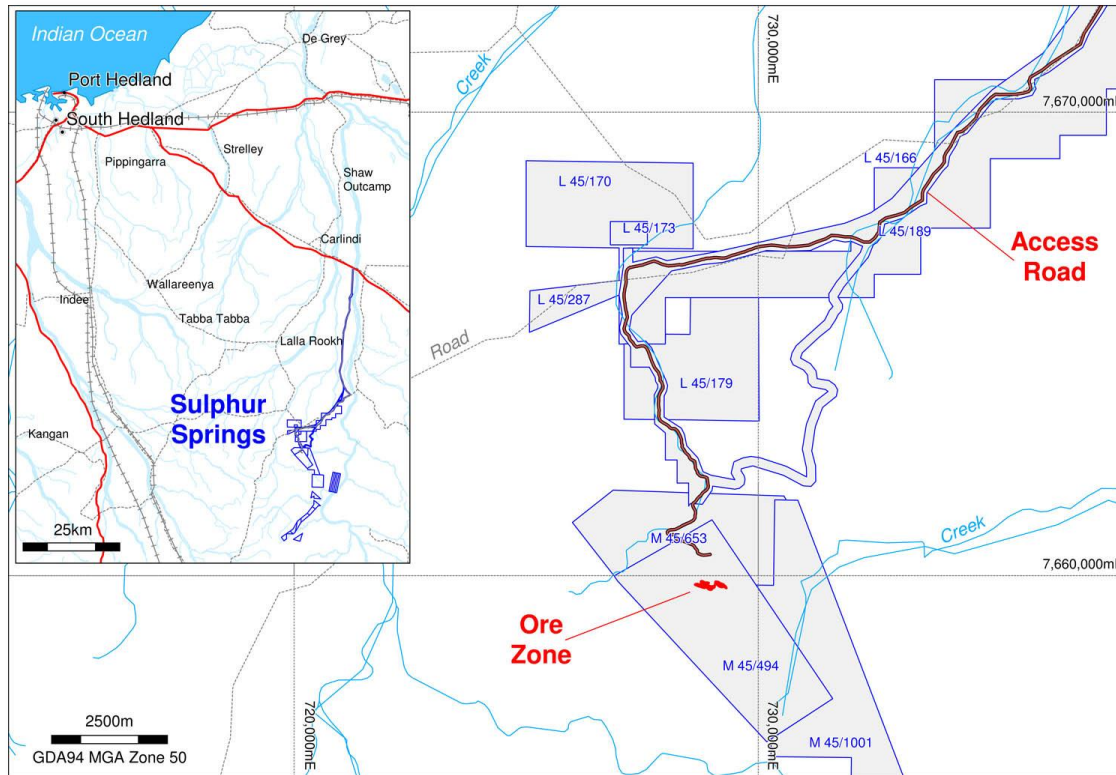 Indian Ocean
De Grey
Port Hedland
South Hedland
Pippingarra
Strelley
Shaw
Outcamp
Carlindi
Wallareenya
Indee
Tabba Tabba
Lalla Rookh
Sulphur
Springs
Kangan
25km
Creek
730,000mE
7,670,000mN
L 45/166
L 45/170
L 45/173
L 45/189
Access
Road
L 45/287
Road
L 45/179
M 45/653
Creek
7,660,000mN
Ore
Zone
M 45/494
2500m
GDA94 MGA Zone 50
720,000mE
730,000mE
M 45/1001